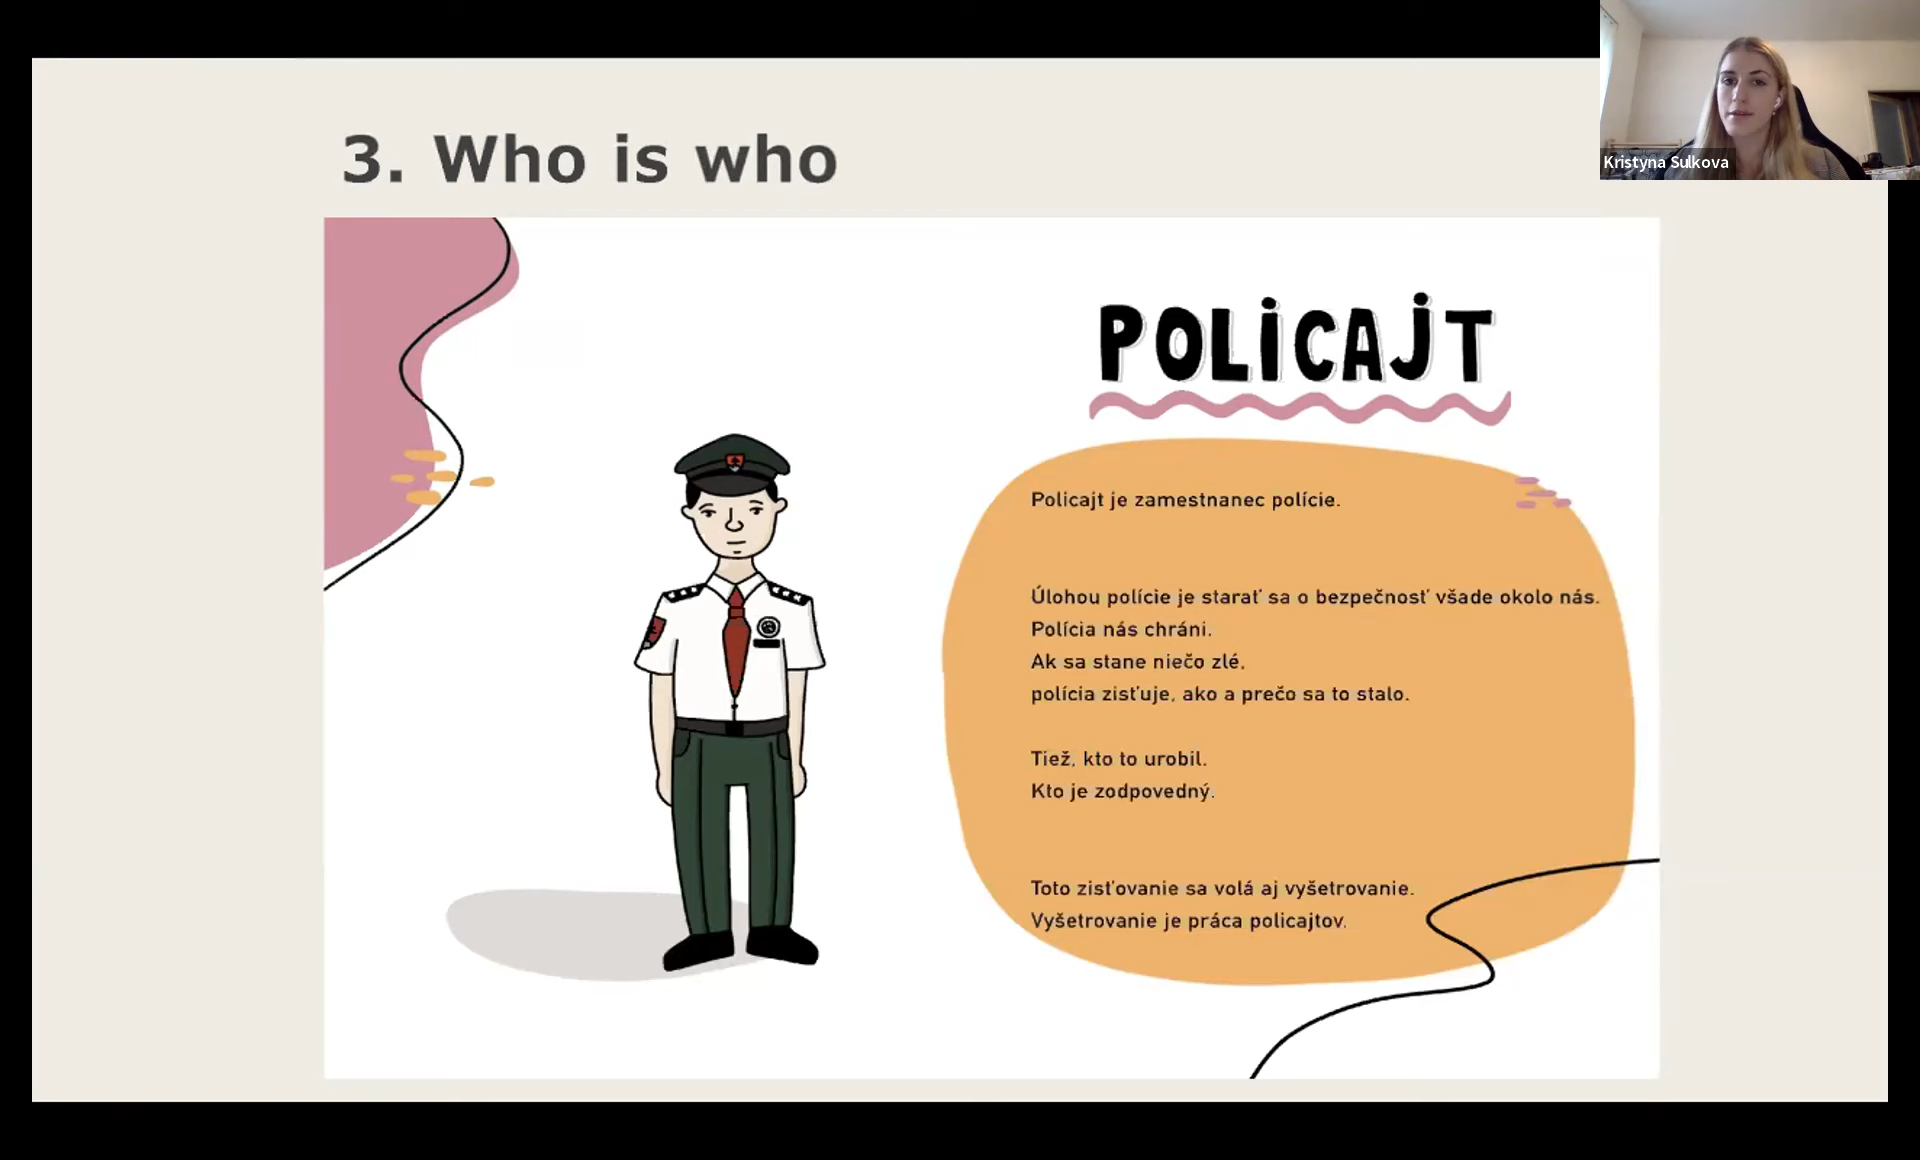 Kristyna Sulkova
3. Who is who
POLICAJT
Policajt je zamestnanec polície.
Úlohou polície je starať sa o bezpečnosť všade okolo nás.
Polícia nás chráni.
Ak sa stane niečo zlé,
polícia zisťuje, ako a prečo sa to stalo.
Tiež, kto to urobil.
Kto je zodpovedný.
Toto zisťovanie sa volá aj vyšetrovanie.
Vyšetrovanie je práca policajtov.